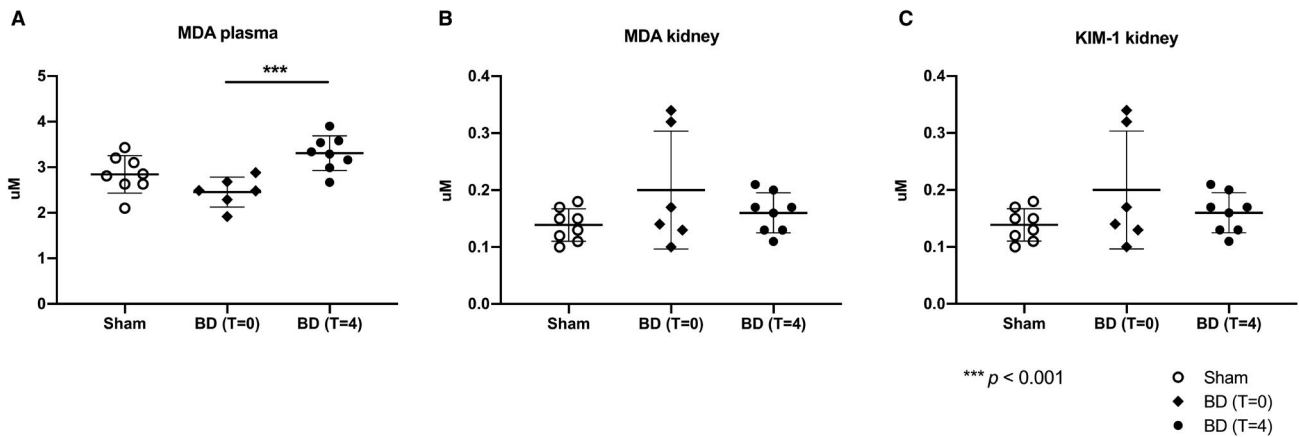 A
MDA plasma
***
5
4
3
2
1
0
uM
Sham
BD (T=0)
BD (T=4)
B
MDA kidney
0.4
0.3
0.2
0.1
0.0
uM
Sham
BD (T=0)
BD (T=4)
C
KIM-1 kidney
0.4
0.3
0.2
0.1
0.0
uM
Sham
BD (T=0)
BD (T=4)
*** p < 0.001
Sham
BD (T=0)
BD (T=4)